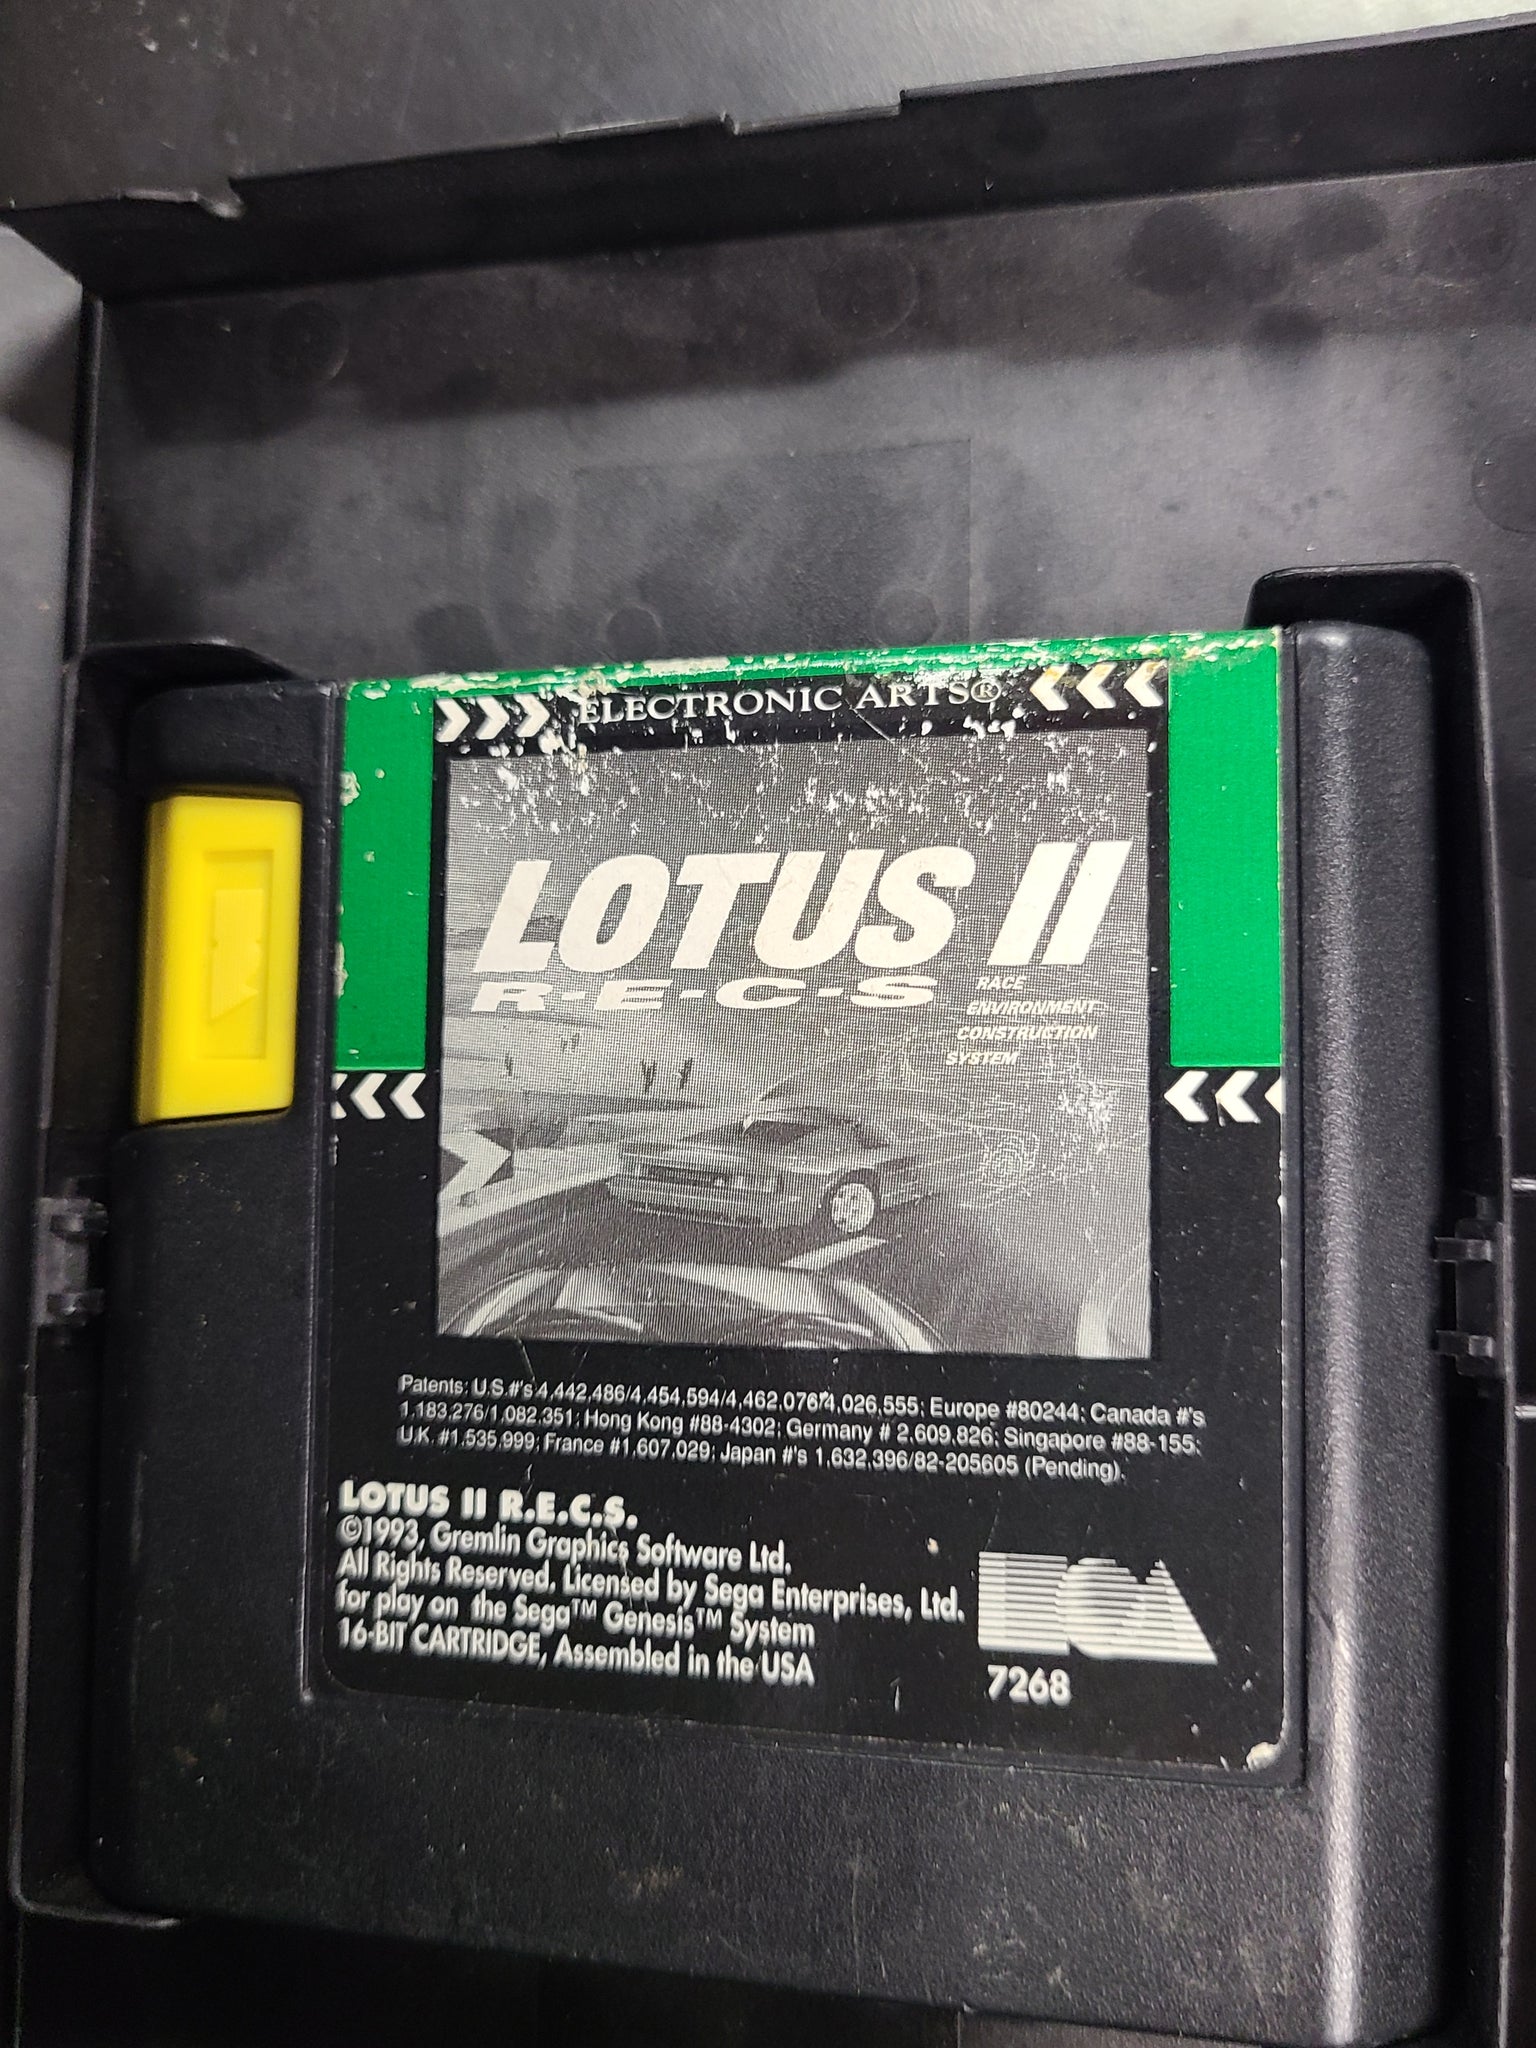 ELECTRONIC ARTS®
LOTUS II
R-E-C-S
RACE
ENVIRONMENT
CONSTRUCTION
SYSTEM
Patents: U.S.#'s 4,442,486/4,454,594/4,462,076/4,026,555; Europe #80244; Canada #'s
1,183,276/1,082,351; Hong Kong #88-4302; Germany # 2,609,826; Singapore #88-155;
U.K. #1,535,999; France #1,607,029; Japan #'s 1,632,396/82-205605 (Pending).
LOTUS II R.E.C.S.
©1993, Gremlin Graphics Software Ltd.
All Rights Reserved. Licensed by Sega Enterprises, Ltd.
for play on the Sega™ Genesis™ System
16-BIT CARTRIDGE, Assembled in the USA
EA
7268